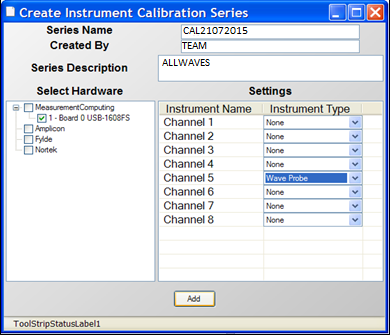 Create Instrument Calibration Series
Series Name CAL21072015
Created By TEAM
Series Description ALLWAVES
Select Hardware Settings
MeasurementComputing
1 - Board 0 USB-1608FS
Amplicon
Fylde
Nortek
Instrument Name Instrument Type
Channel 1 None
Channel 2 None
Channel 3 None
Channel 4 None
Channel 5 Wave Probe
Channel 6 None
Channel 7 None
Channel 8 None
Add
ToolStripStatusLabel1